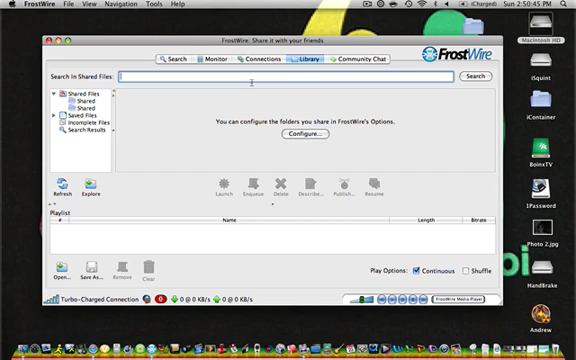 FrostWire File View Navigation Tools Help
(Charged) Sun 2:50:45 PM
FrostWire: Share it with your friends
Search Monitor Connections Library Community Chat
FrostWire
Search in Shared Files:
Search
Shared Files
Shared
Shared
Saved Files
Incomplete Files
Search Results
You can configure the folders you share in FrostWire's Options.
Configure...
Refresh Explore
Launch Enqueue Delete Describe... Publish... Resume
Playlist
# Name Length Bitrate
Open... Save As... Remove Clear
Play Options: Continuous Shuffle
Turbo-Charged Connection 0 0 @ 0 KB/s 0 @ 0 KB/s
FrostWire Media Player
Macintosh HD
iSquint
iContainer
BoinxTV
1Password
Photo 2.jpg
HandBrake
Andrew